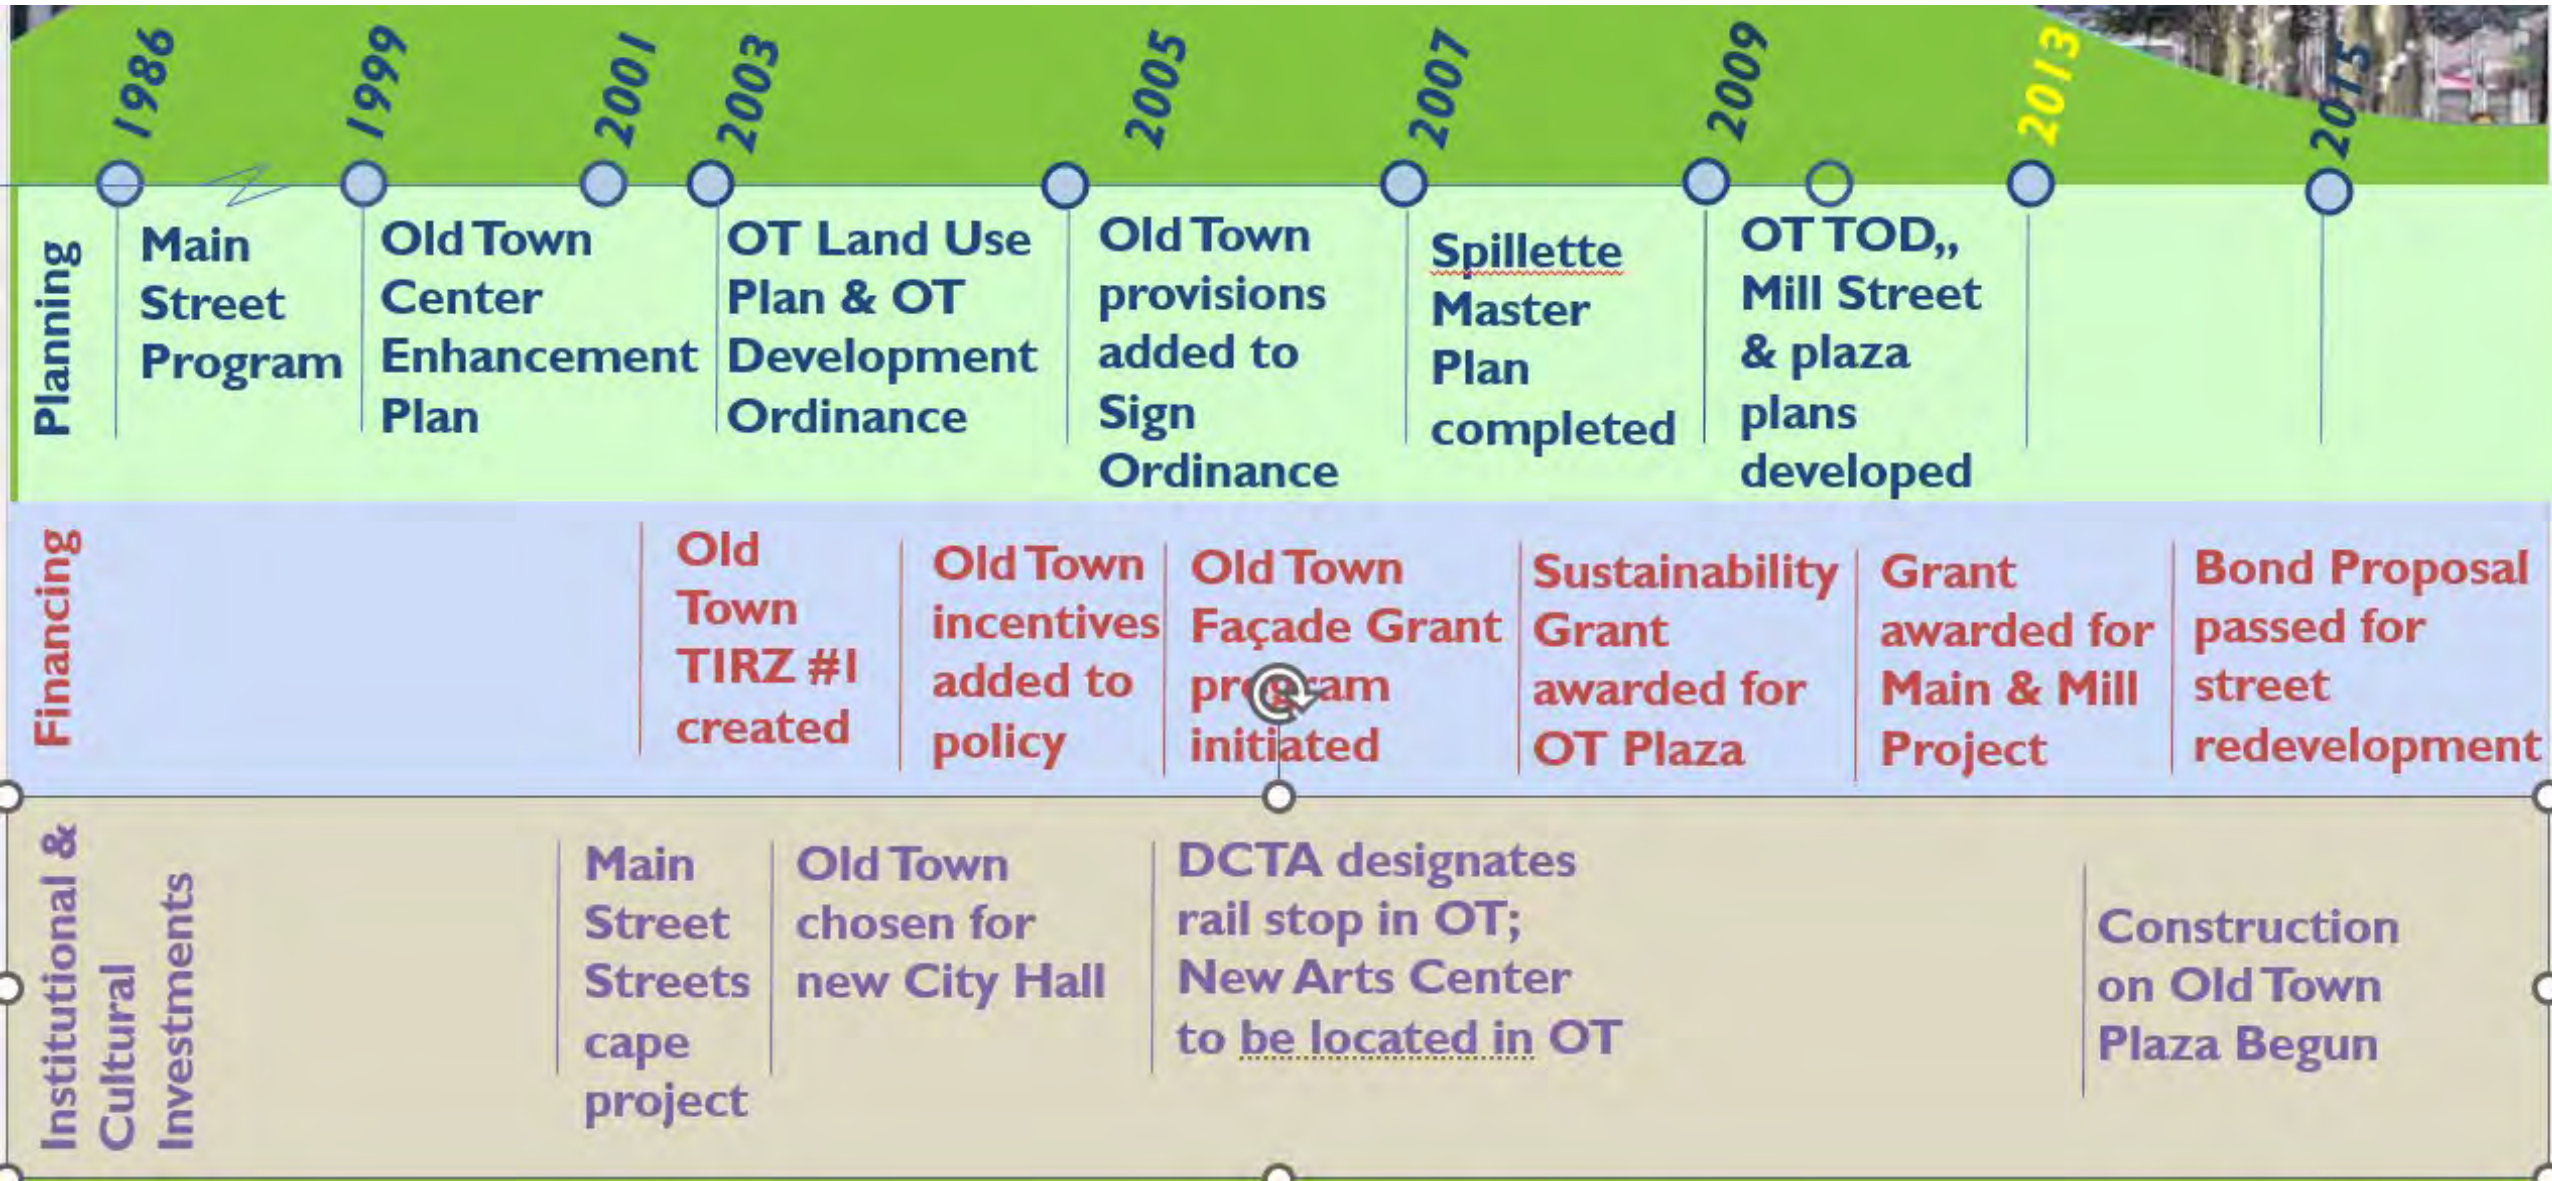 1986
1999
2001
2003
2005
2007
2009
2013
2015
Planning
Main
Street
Program
Old Town
Center
Enhancement
Plan
OT Land Use
Plan & OT
Development
Ordinance
Old Town
provisions
added to
Sign
Ordinance
Spillette
Master
Plan
completed
OT TOD,,
Mill Street
& plaza
plans
developed
Financing
Old
Town
TIRZ #1
created
Old Town
incentives
added to
policy
Old Town
Façade Grant
program
initiated
Sustainability
Grant
awarded for
OT Plaza
Grant
awarded for
Main & Mill
Project
Bond Proposal
passed for
street
redevelopment
Institutional &
Cultural
Investments
Main
Street
Streets
cape
project
Old Town
chosen for
new City Hall
DCTA designates
rail stop in OT;
New Arts Center
to be located in OT
Construction
on Old Town
Plaza Begun